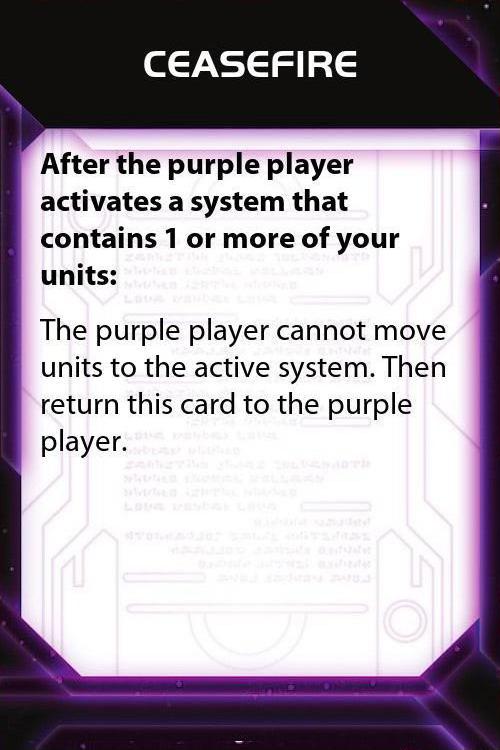 CEASEFIRE
After the purple player
activates a system that
contains 1 or more of your
units:
The purple player cannot move
units to the active system. Then
return this card to the purple
player.